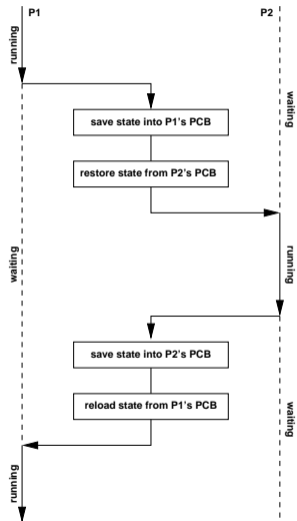 P1
P2
running
save state into P1's PCB
waiting
restore state from P2's PCB
waiting
running
save state into P2's PCB
reload state from P1's PCB
waiting
running